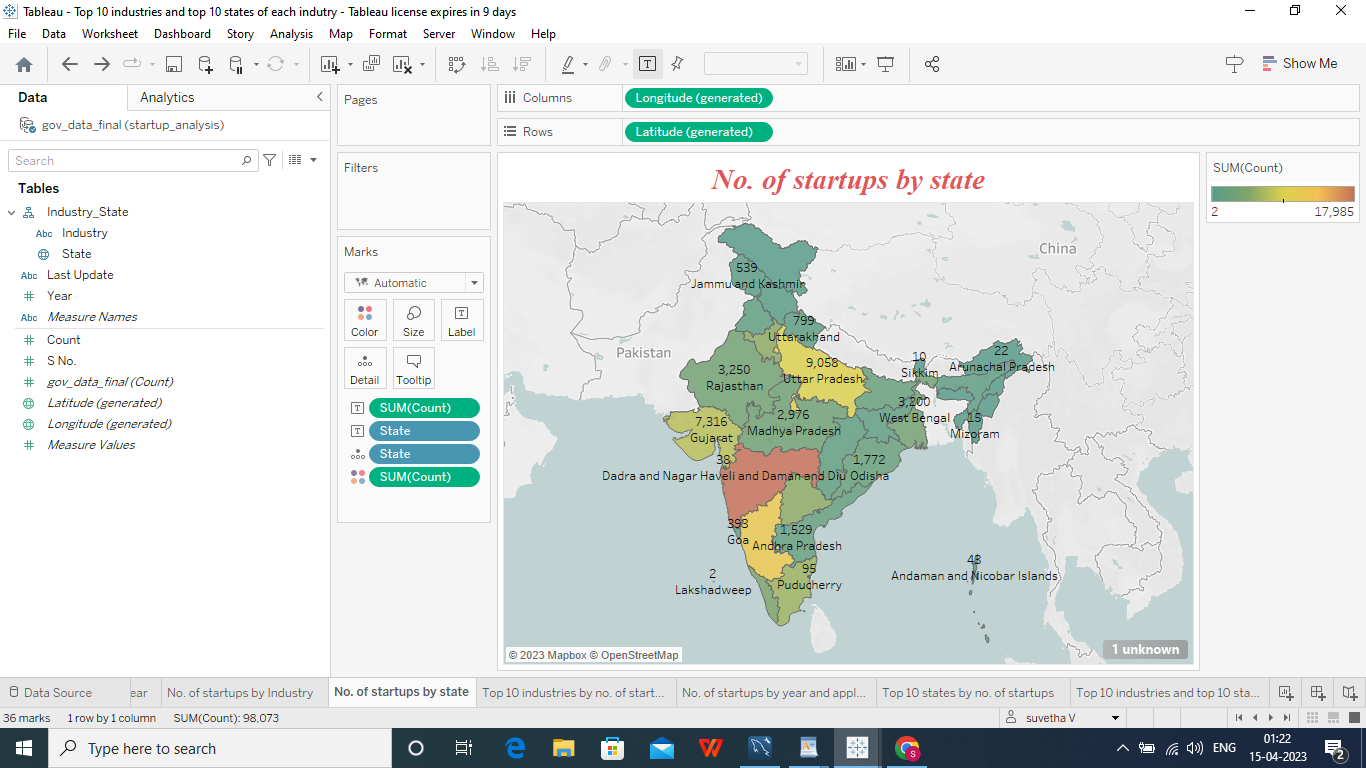 Tableau - Top 10 industries and top 10 states of each indutry - Tableau license expires in 9 days
File Data Worksheet Dashboard Story Analysis Map Format Server Window Help
Show Me
Data Analytics
gov_data_final (startup_analysis)
Search
Tables
Industry_State
Abc Industry
State
Abc Last Update
Year
Abc Measure Names
Count
S No.
gov_data_final (Count)
Latitude (generated)
Longitude (generated)
Measure Values
Pages
Filters
Marks
Automatic
Color Size Label
Detail Tooltip
SUM(Count)
State
State
SUM(Count)
Columns Longitude (generated)
Rows Latitude (generated)
No. of startups by state
China
539
Jammu and Kashmir
799
Uttarakhand
Pakistan
10
Sikkim
22
Arunachal Pradesh
9,058
Uttar Pradesh
3,250
Rajasthan
3,200
West Bengal
15
Mizoram
7,316
Gujarat
2,976
Madhya Pradesh
38
Dadra and Nagar Haveli and Daman and Diu
1,772
Odisha
393
Goa
1,529
Andhra Pradesh
2
Lakshadweep
95
Puducherry
43
Andaman and Nicobar Islands
© 2023 Mapbox © OpenStreetMap
1 unknown
SUM(Count)
2 17,985
Data Source ear No. of startups by Industry No. of startups by state Top 10 industries by no. of start... No. of startups by year and appl... Top 10 states by no. of startups Top 10 industries and top 10 sta...
36 marks 1 row by 1 column SUM(Count): 98,073 suvetha V
Type here to search
ENG
01:22
15-04-2023
2